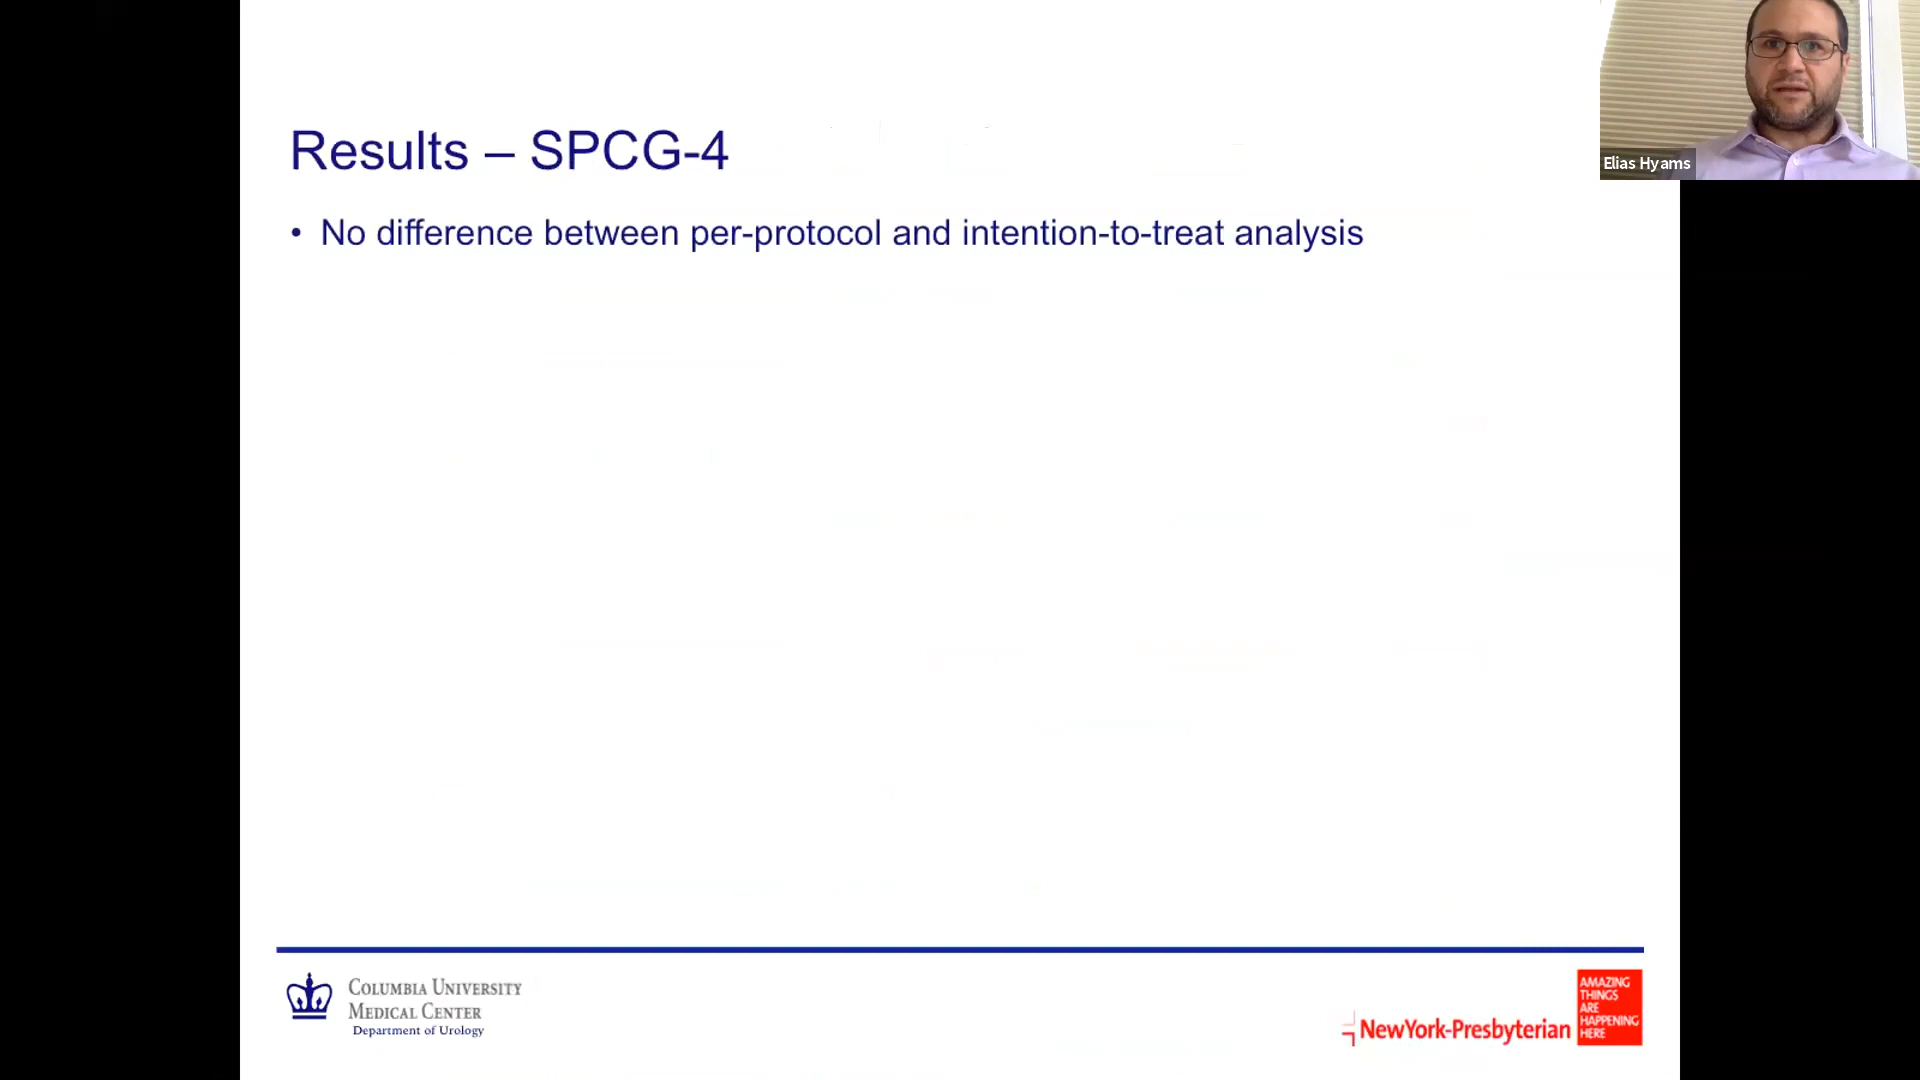 Results – SPCG-4
• No difference between per-protocol and intention-to-treat analysis
Elias Hyams
COLUMBIA UNIVERSITY
MEDICAL CENTER
Department of Urology
NewYork-Presbyterian
AMAZING
THINGS
ARE
HAPPENING
HERE